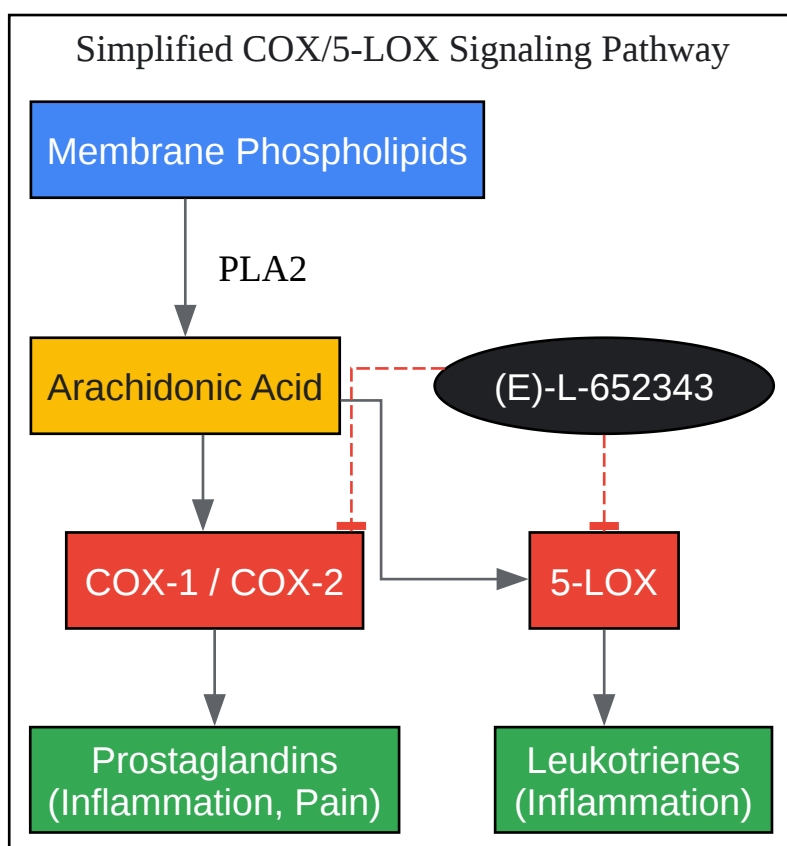 Simplified COX/5-LOX Signaling Pathway
Membrane Phospholipids
PLA2
Arachidonic Acid
(E)-L-652343
COX-1 / COX-2
5-LOX
Prostaglandins
(Inflammation, Pain)
Leukotrienes
(Inflammation)